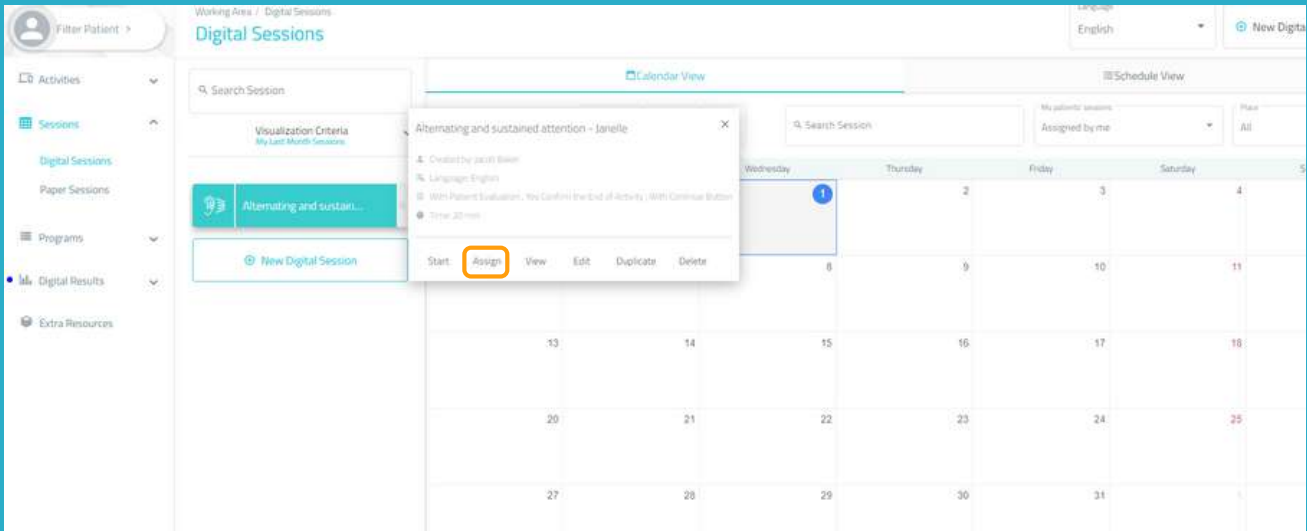 Filter Patient >
Working Area / Digital Sessions
Digital Sessions
Language
English
New Digita
Activities
Sessions
Digital Sessions
Paper Sessions
Programs
Digital Results
Extra Resources
Search Session
Visualization Criteria
My Last Month Sessions
Alternating and sustain...
New Digital Session
Calendar View
Schedule View
Search Session
My patients' sessions
Assigned by me
Place
All
Alternating and sustained attention - Janelle
Created by: Jacob Baker
Language: English
With Patient Evaluation , Yes Confirm the End of Activity , With Continue Button
Time: 20 min
Start Assign View Edit Duplicate Delete
Wednesday Thursday Friday Saturday S
1 2 3 4
8 9 10 11
13 14 15 16 17 18
20 21 22 23 24 25
27 28 29 30 31 1